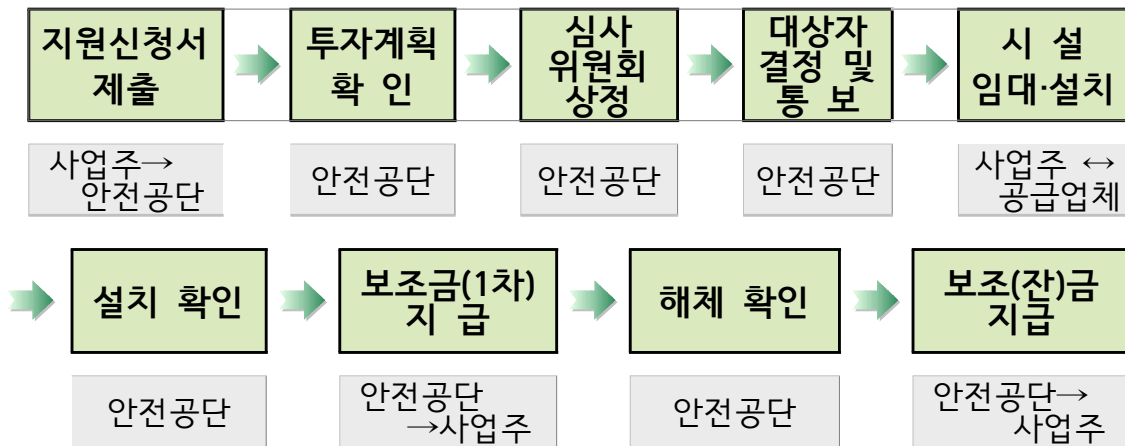 지원신청서
제출
투자계획
확 인
심사
위원회
상정
대상자
결정 및
통 보
시 설
임대·설치
사업주→
안전공단
안전공단
안전공단
안전공단
사업주 ↔
공급업체
설치 확인
보조금(1차)
지 급
해체 확인
보조(잔)금
지급
안전공단
안전공단
→사업주
안전공단
안전공단→
사업주